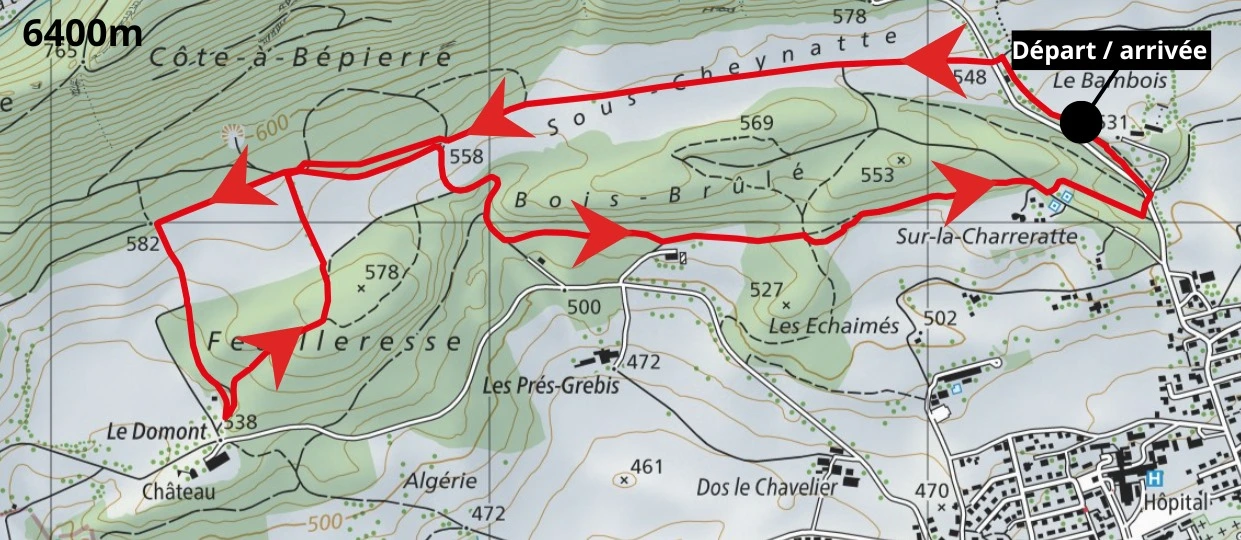 6400m
765
578
Départ / arrivée
Côte-à-Bépierre
Sous Cheynatte
548
Le Bambois
600
569
531
558
553
Bois-Brûlé
582
Sur-la-Charreratte
578
527
500
502
Les Echaimés
472
Les Prés-Grebis
538
Le Domont
461
Algérie
Dos le Chavelier
470
H
Château
Hôpital
500
472